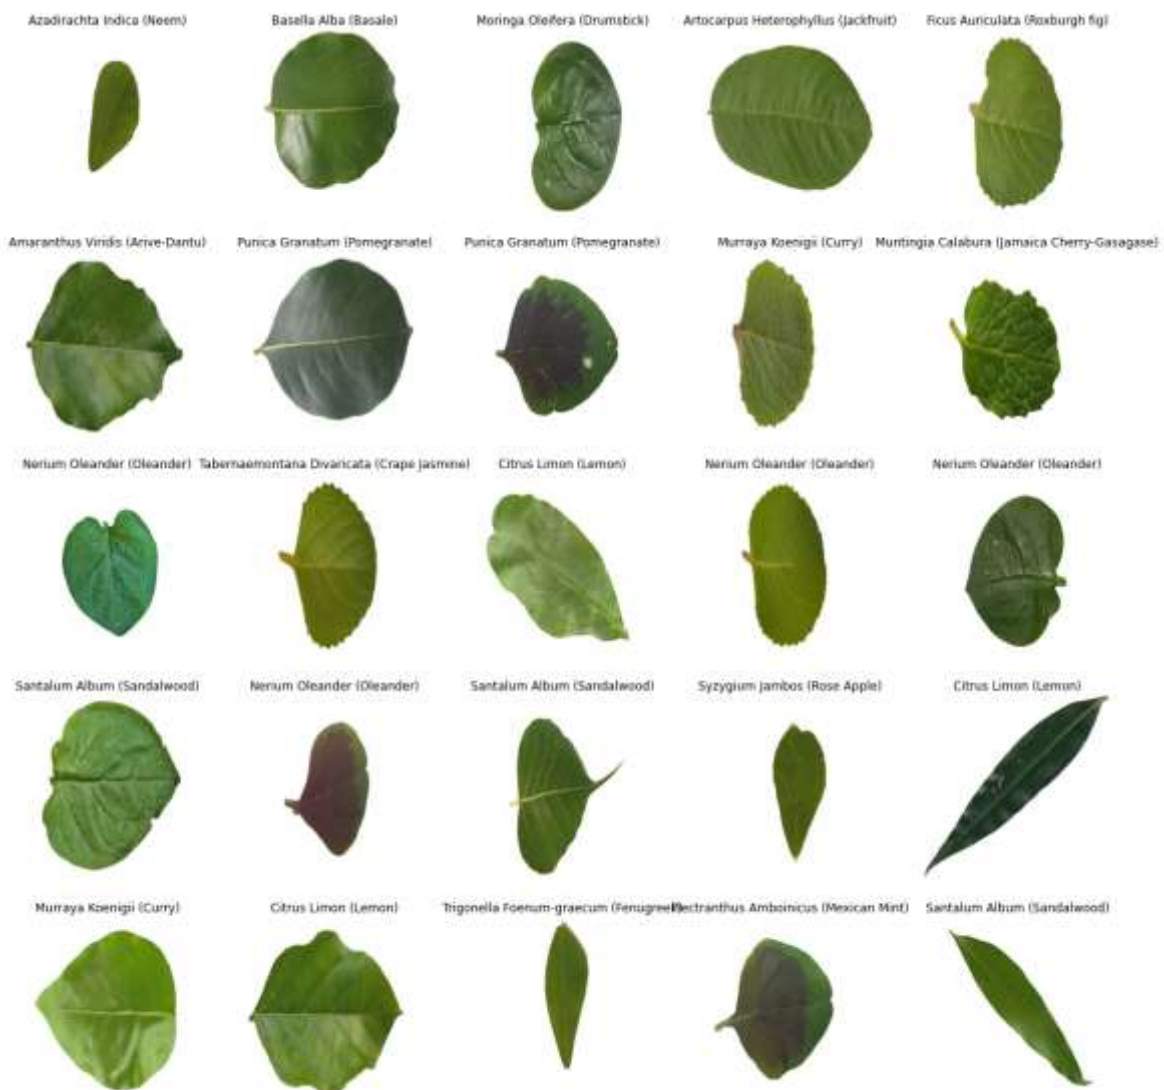 Azadirachta Indica (Neem)
Basella Alba (Basale)
Moringa Oleifera (Drumstick)
Artocarpus Heterophyllus (Jackfruit)
Ficus Auriculata (Roxburgh fig)
Amaranthus Viridis (Arive-Dantu)
Punica Granatum (Pomegranate)
Punica Granatum (Pomegranate)
Murraya Koenigii (Curry)
Muntingia Calabura (Jamaica Cherry-Gasagase)
Nerium Oleander (Oleander)
Tabernaemontana Divaricata (Crape Jasmine)
Citrus Limon (Lemon)
Nerium Oleander (Oleander)
Nerium Oleander (Oleander)
Santalum Album (Sandalwood)
Nerium Oleander (Oleander)
Santalum Album (Sandalwood)
Syzygium Jambos (Rose Apple)
Citrus Limon (Lemon)
Murraya Koenigii (Curry)
Citrus Limon (Lemon)
Trigonella Foenum-graecum
Amboinicus (Mexican Mint)
Santalum Album (Sandalwood)